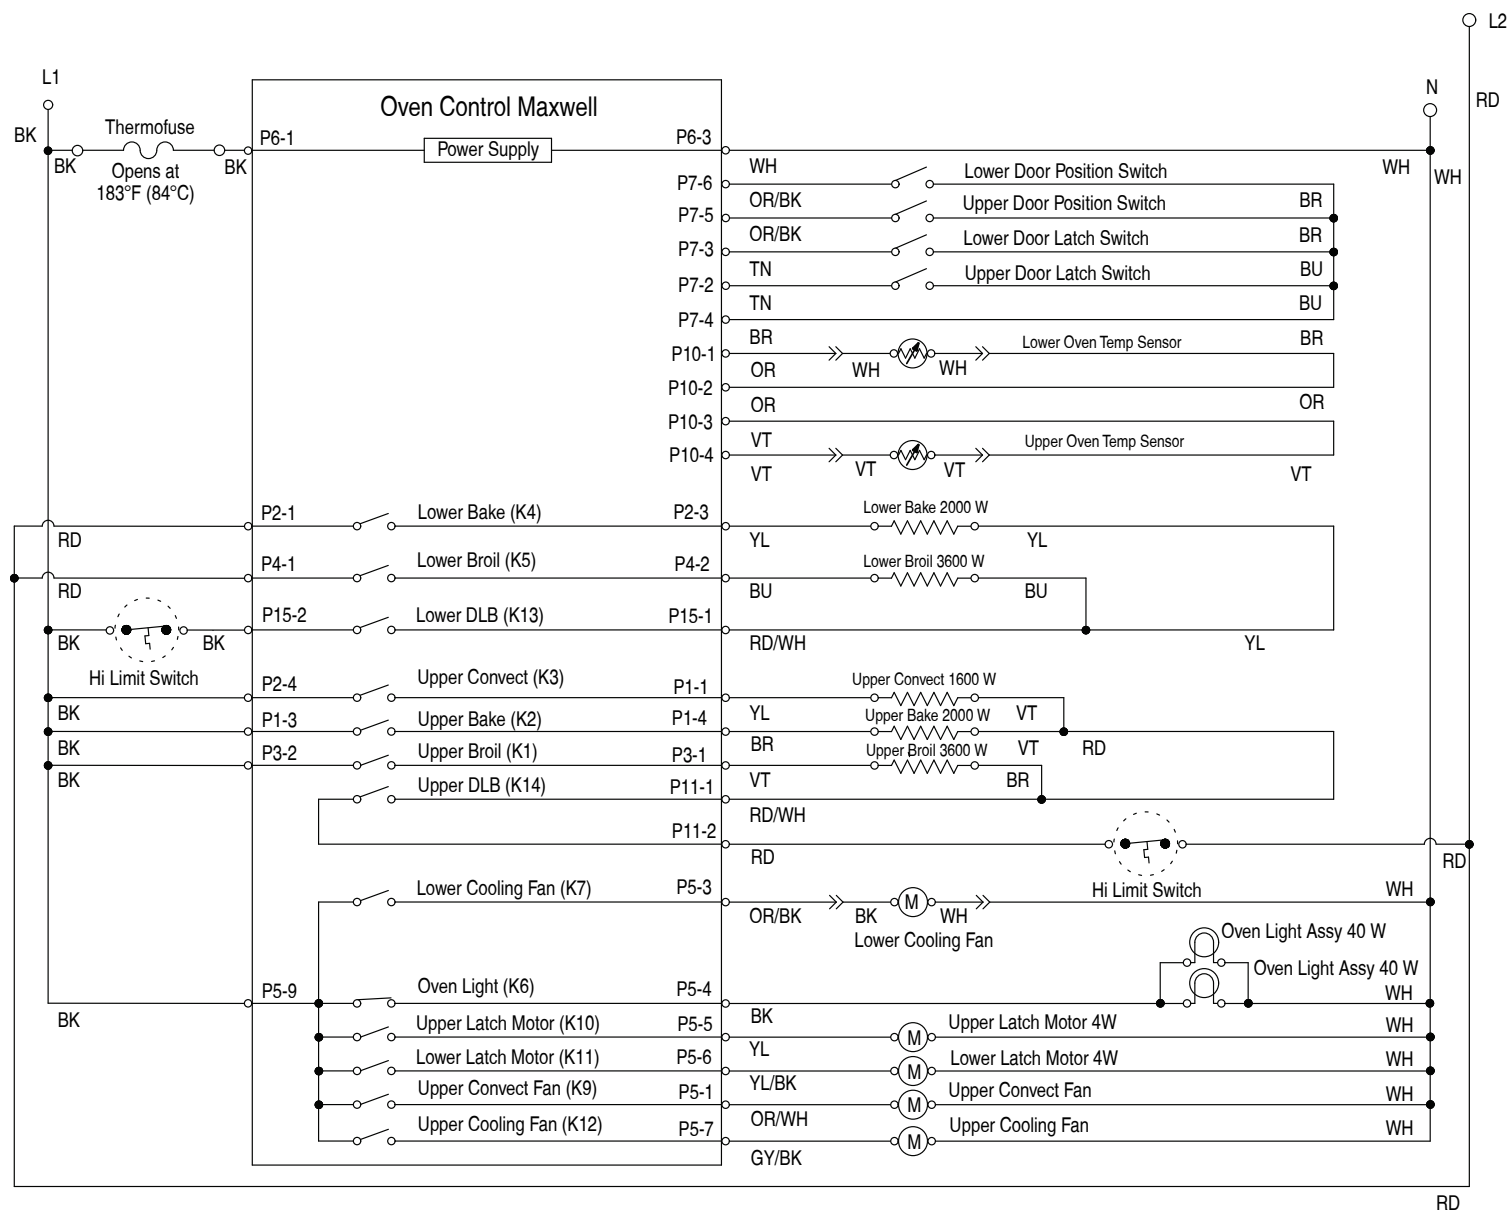 L2
L1
N
RD
Oven Control Maxwell
BK
Thermofuse
P6-1
Power Supply
P6-3
BK
Opens at
183°F (84°C)
BK
WH
WH
WH
P7-6
Lower Door Position Switch
OR/BK
BR
P7-5
Upper Door Position Switch
OR/BK
BR
P7-3
Lower Door Latch Switch
TN
BU
P7-2
Upper Door Latch Switch
TN
BU
P7-4
BR
BR
P10-1
WH
WH
Lower Oven Temp Sensor
OR
P10-2
OR
OR
P10-3
VT
P10-4
VT
VT
Upper Oven Temp Sensor
VT
VT
P2-1
Lower Bake (K4)
P2-3
Lower Bake 2000 W
RD
YL
YL
P4-1
Lower Broil (K5)
P4-2
Lower Broil 3600 W
RD
BU
BU
P15-2
Lower DLB (K13)
P15-1
BK
BK
RD/WH
YL
Hi Limit Switch
P2-4
Upper Convect (K3)
P1-1
Upper Convect 1600 W
BK
YL
VT
P1-3
Upper Bake (K2)
P1-4
Upper Bake 2000 W
BK
BR
VT
RD
P3-2
Upper Broil (K1)
P3-1
Upper Broil 3600 W
BK
VT
BR
Upper DLB (K14)
P11-1
RD/WH
P11-2
RD
Hi Limit Switch
RD
Lower Cooling Fan (K7)
P5-3
OR/BK
BK
M
WH
WH
Lower Cooling Fan
Oven Light Assy 40 W
Oven Light Assy 40 W
P5-9
Oven Light (K6)
P5-4
WH
BK
BK
Upper Latch Motor (K10)
P5-5
M
Upper Latch Motor 4W
WH
YL
Lower Latch Motor (K11)
P5-6
M
Lower Latch Motor 4W
WH
YL/BK
Upper Convect Fan (K9)
P5-1
M
Upper Convect Fan
WH
OR/WH
Upper Cooling Fan (K12)
P5-7
M
Upper Cooling Fan
WH
GY/BK
RD